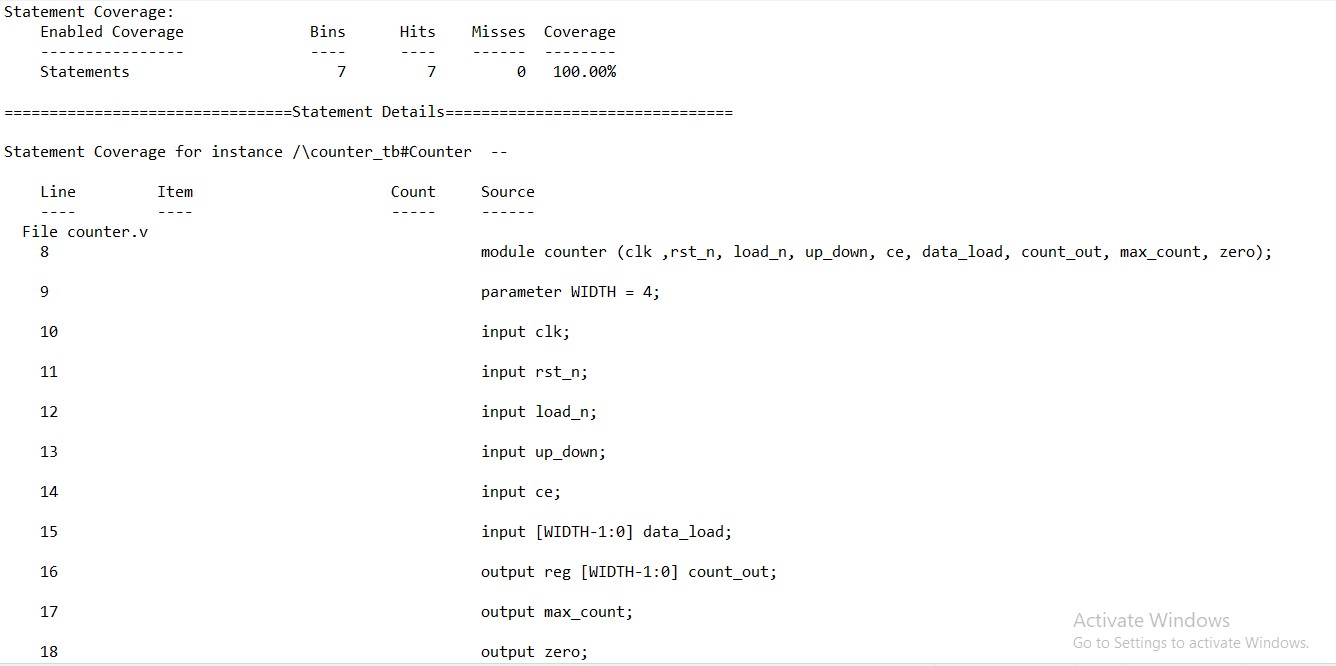 Statement Coverage:
    Enabled Coverage              Bins      Hits    Misses  Coverage
    ----------------              ----      ----    ------  --------
    Statements                       7         7         0   100.00%
================================Statement Details================================
Statement Coverage for instance /\counter_tb#Counter  --
    Line         Item                      Count     Source
    ----         ----                      -----     ------
  File counter.v
    8                                                module counter (clk ,rst_n, load_n, up_down, ce, data_load, count_out, max_count, zero);
    9                                                parameter WIDTH = 4;
    10                                               input clk;
    11                                               input rst_n;
    12                                               input load_n;
    13                                               input up_down;
    14                                               input ce;
    15                                               input [WIDTH-1:0] data_load;
    16                                               output reg [WIDTH-1:0] count_out;
    17                                               output max_count;
    18                                               output zero;
Activate Windows
Go to Settings to activate Windows.